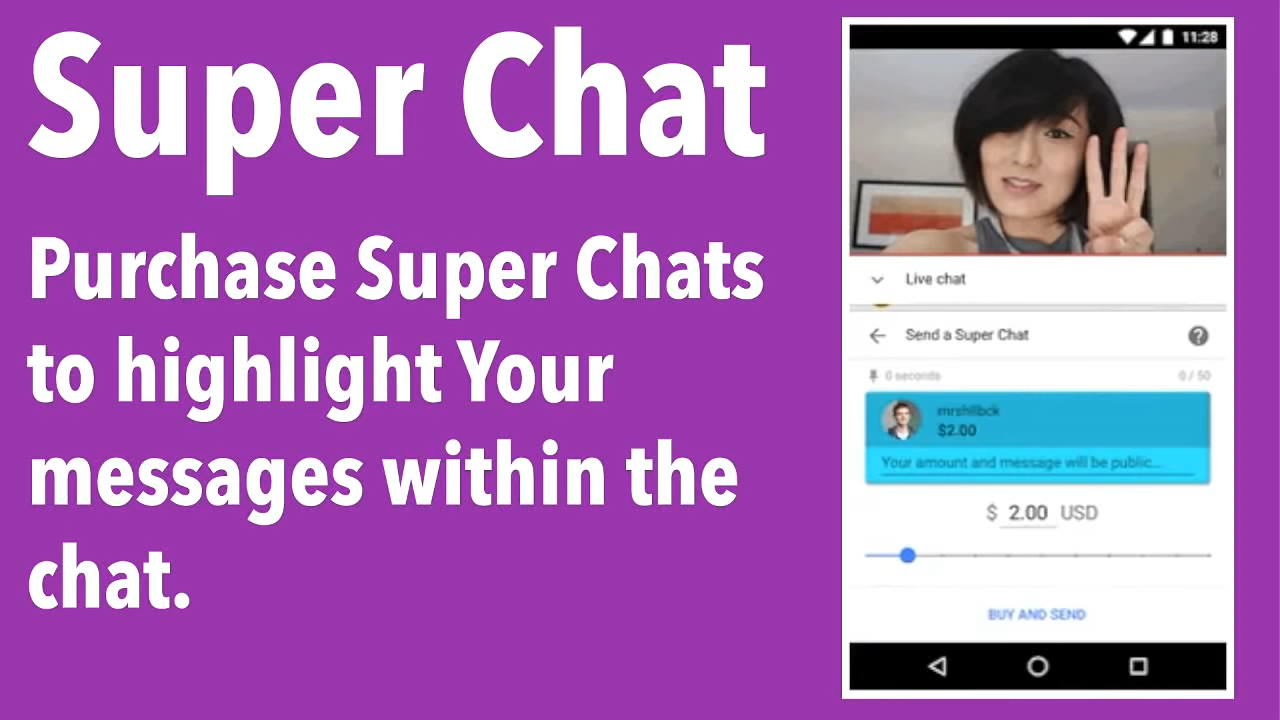 Super Chat
Purchase Super Chats
to highlight Your
messages within the
chat.
11:28
Live chat
Send a Super Chat
0 seconds
0 / 50
mrshllbck
$2.00
Your amount and message will be public...
$ 2.00 USD
BUY AND SEND